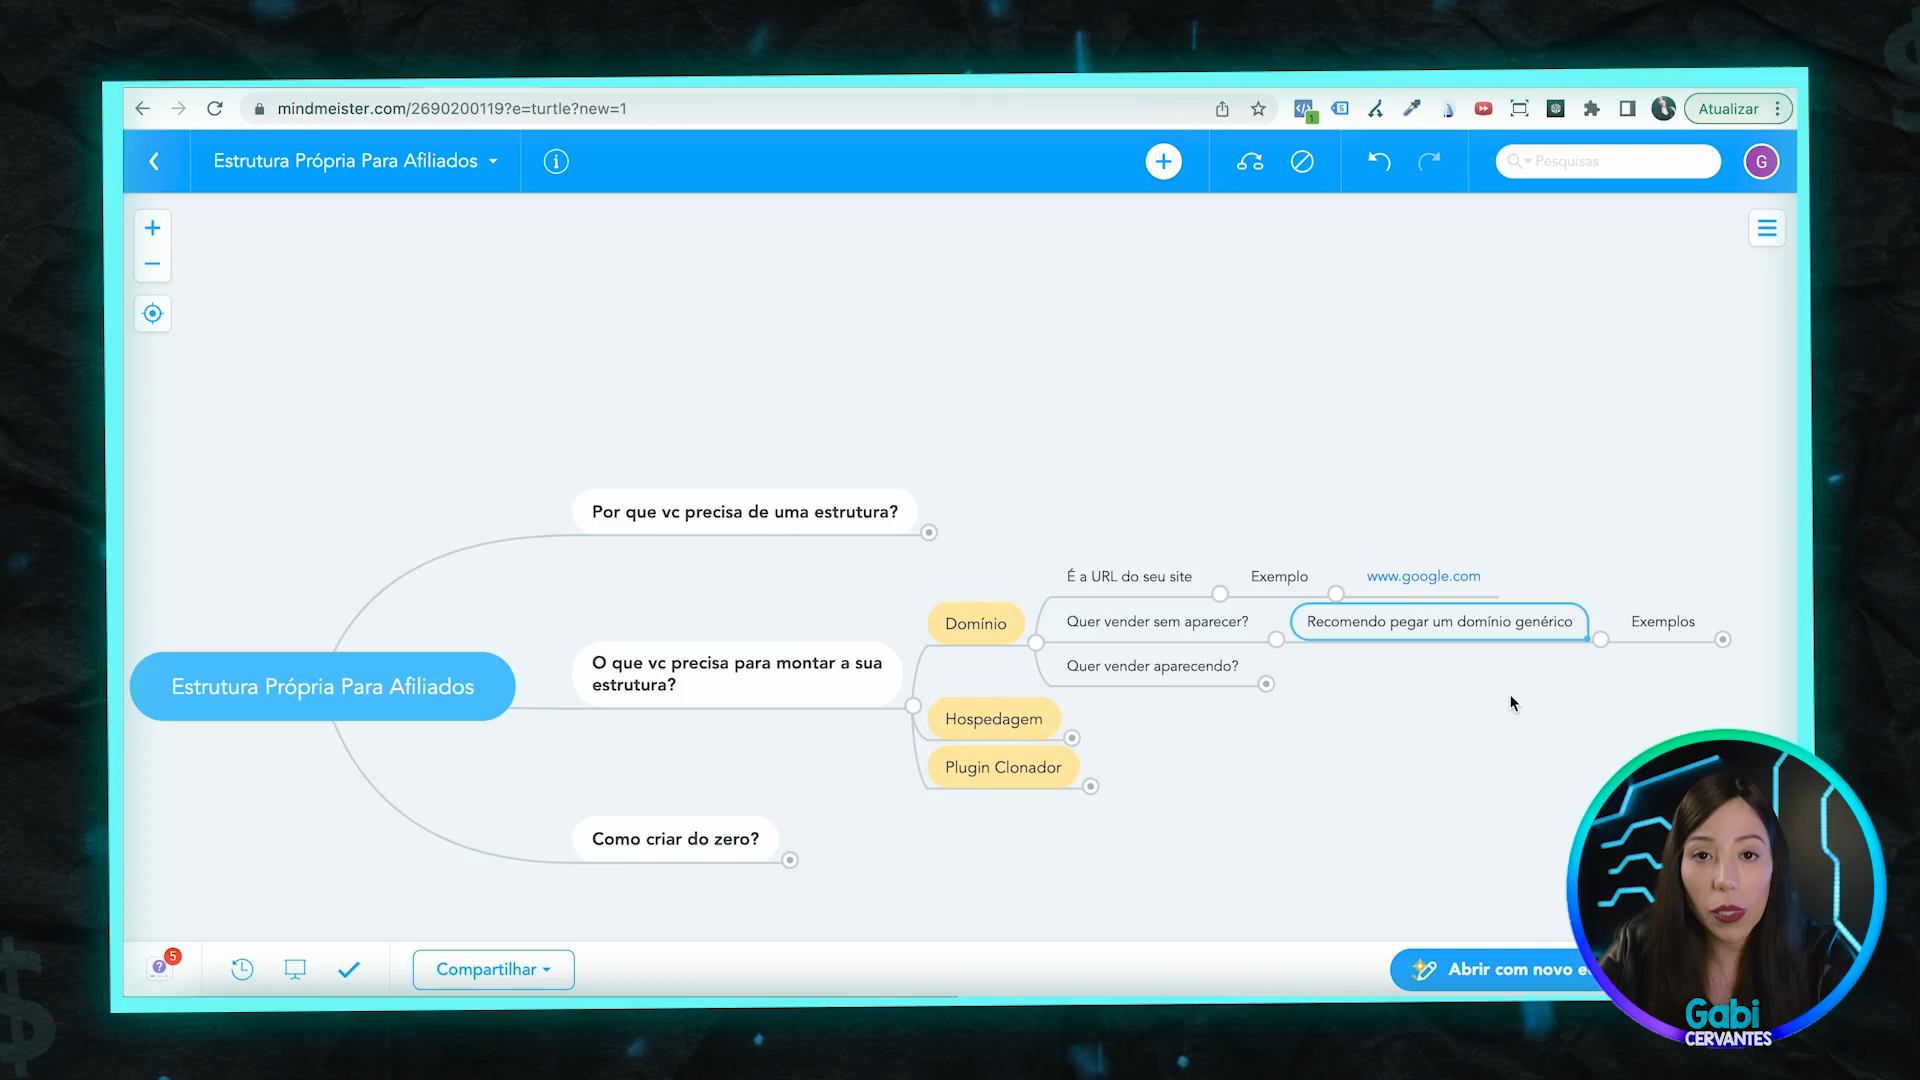 mindmeister.com/2690200119?e=turtle?new=1
1
5
Atualizar
Estrutura Própria Para Afiliados
Pesquisas
G
Por que vc precisa de uma estrutura?
É a URL do seu site
Exemplo
www.google.com
Domínio
Quer vender sem aparecer?
Recomendo pegar um domínio genérico
Exemplos
Quer vender aparecendo?
O que vc precisa para montar a sua
estrutura?
Estrutura Própria Para Afiliados
Hospedagem
Plugin Clonador
Como criar do zero?
5
?
Compartilhar
Abrir com novo e
Gabi
CERVANTES